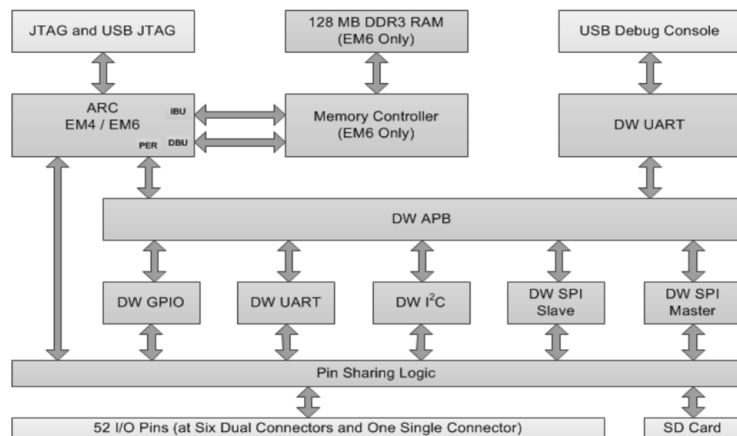 JTAG and USB JTAG
128 MB DDR3 RAM
(EM6 Only)
USB Debug Console
ARC
EM4 / EM6
IBU
PER
DBU
Memory Controller
(EM6 Only)
DW UART
DW APB
DW GPIO
DW UART
DW I²C
DW SPI
Slave
DW SPI
Master
Pin Sharing Logic
52 I/O Pins (at Six Dual Connectors and One Single Connector)
SD Card